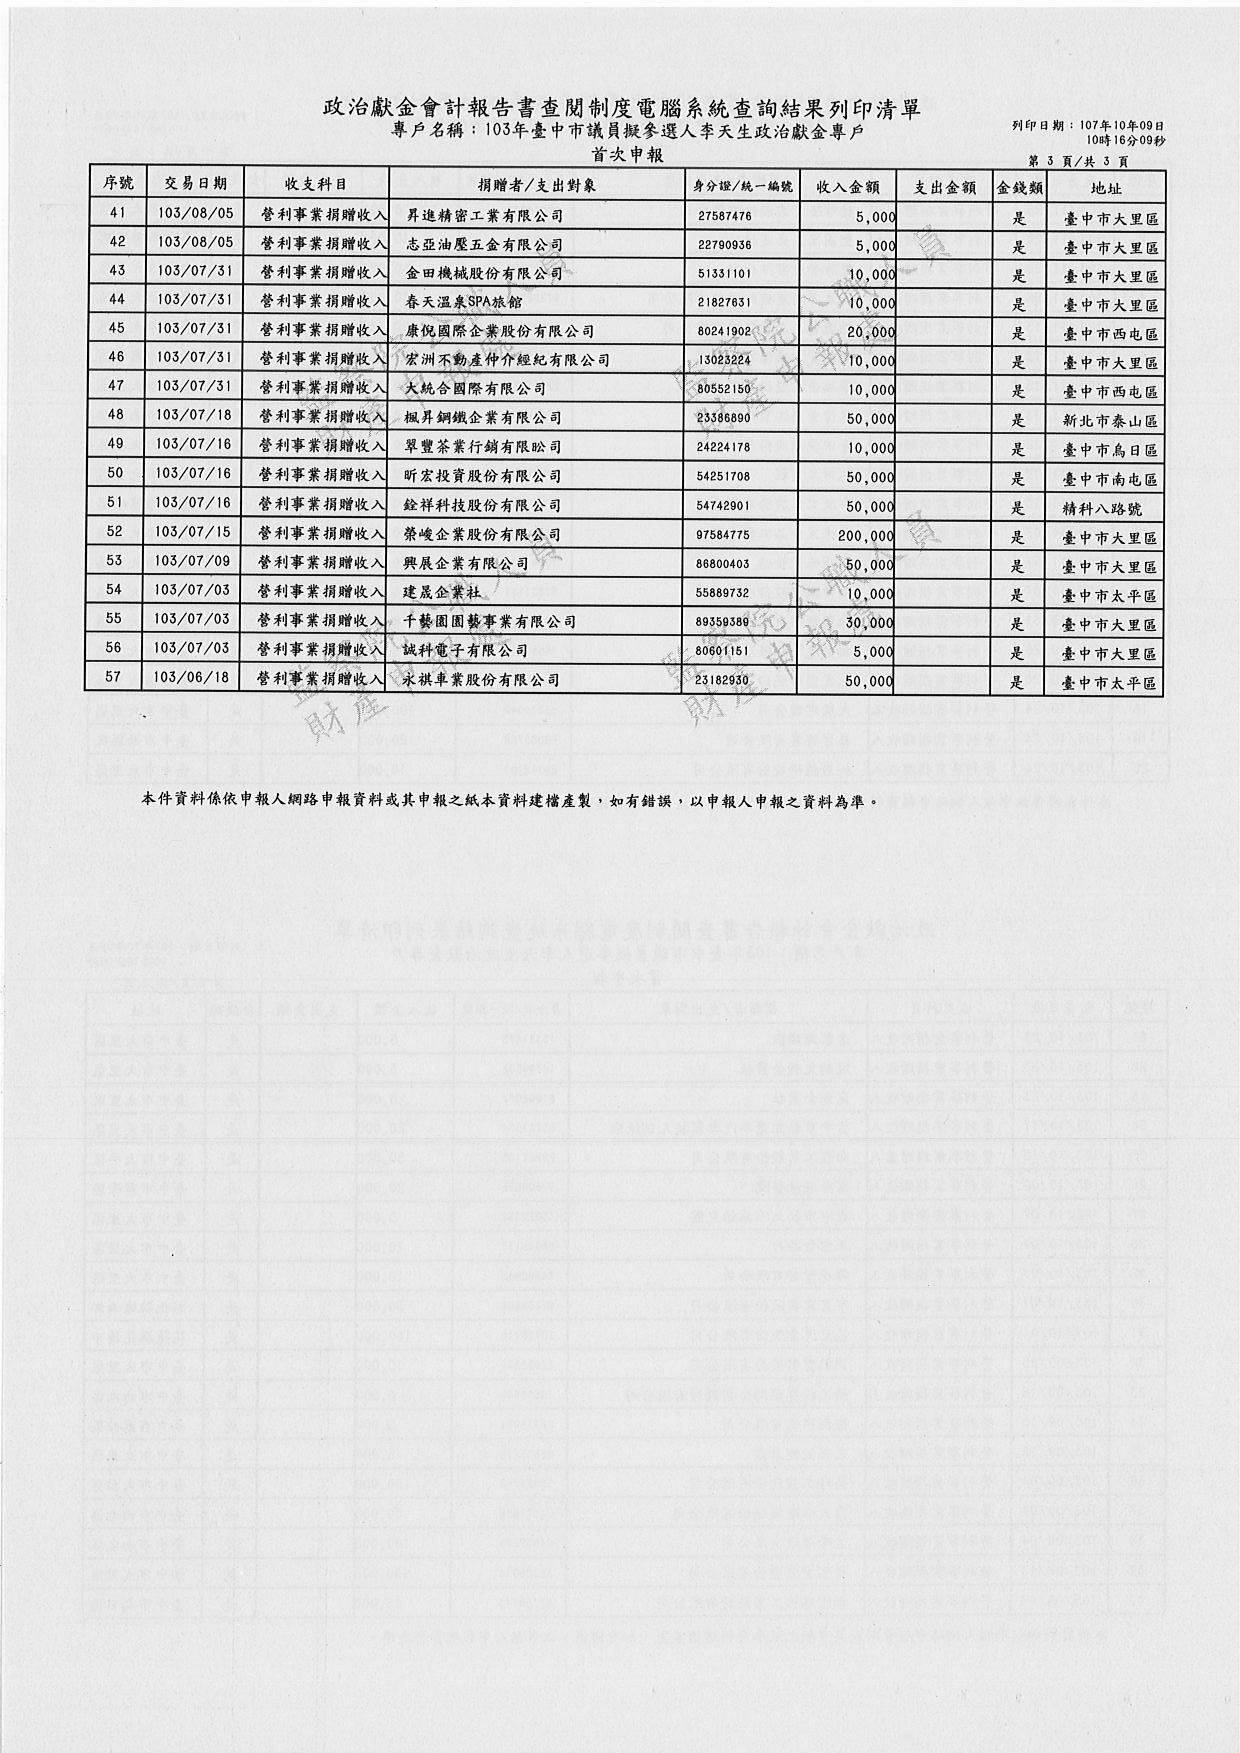 政治獻金會計報告書查閱制度電腦系統查詢結果列印清單
專戶名稱：103年臺中市議員擬參選人李天生政治獻金專戶
列印日期：107年10年09日
10時16分09秒
首次申報
第 3 頁/共 3 頁
序號 交易日期 收支科目 捐贈者/支出對象 身分證/統一編號 收入金額 支出金額 金錢類 地址
41 103/08/05 營利事業捐贈收入 昇進精密工業有限公司 27587476 5,000 是 臺中市大里區
42 103/08/05 營利事業捐贈收入 志亞油壓五金有限公司 22790936 5,000 是 臺中市大里區
43 103/07/31 營利事業捐贈收入 金田機械股份有限公司 51331101 10,000 是 臺中市大里區
44 103/07/31 營利事業捐贈收入 春天溫泉SPA旅館 21827631 10,000 是 臺中市大里區
45 103/07/31 營利事業捐贈收入 康倪國際企業股份有限公司 80241902 20,000 是 臺中市西屯區
46 103/07/31 營利事業捐贈收入 宏洲不動產仲介經紀有限公司 13023224 10,000 是 臺中市大里區
47 103/07/31 營利事業捐贈收入 大統合國際有限公司 80552150 10,000 是 臺中市西屯區
48 103/07/18 營利事業捐贈收入 楓昇鋼鐵企業有限公司 23386890 50,000 是 新北市泰山區
49 103/07/16 營利事業捐贈收入 翠豐茶業行銷有限公司 24224178 10,000 是 臺中市烏日區
50 103/07/16 營利事業捐贈收入 昕宏投資股份有限公司 54251708 50,000 是 臺中市南屯區
51 103/07/16 營利事業捐贈收入 銓祥科技股份有限公司 54742901 50,000 是 精科八路號
52 103/07/15 營利事業捐贈收入 榮峻企業股份有限公司 97584775 200,000 是 臺中市大里區
53 103/07/09 營利事業捐贈收入 興展企業有限公司 86800403 50,000 是 臺中市大里區
54 103/07/03 營利事業捐贈收入 建晟企業社 55889732 10,000 是 臺中市太平區
55 103/07/03 營利事業捐贈收入 千藝園園藝事業有限公司 89359389 30,000 是 臺中市大里區
56 103/07/03 營利事業捐贈收入 誠科電子有限公司 80601151 5,000 是 臺中市大里區
57 103/06/18 營利事業捐贈收入 永祺車業股份有限公司 23182930 50,000 是 臺中市太平區
監察院公職人員
財產申報處
監察院公職人員
財產申報處
監察院公職人員
財產申報處
監察院公職人員
財產申報處
本件資料係依申報人網路申報資料或其申報之紙本資料建檔產製，如有錯誤，以申報人申報之資料為準。